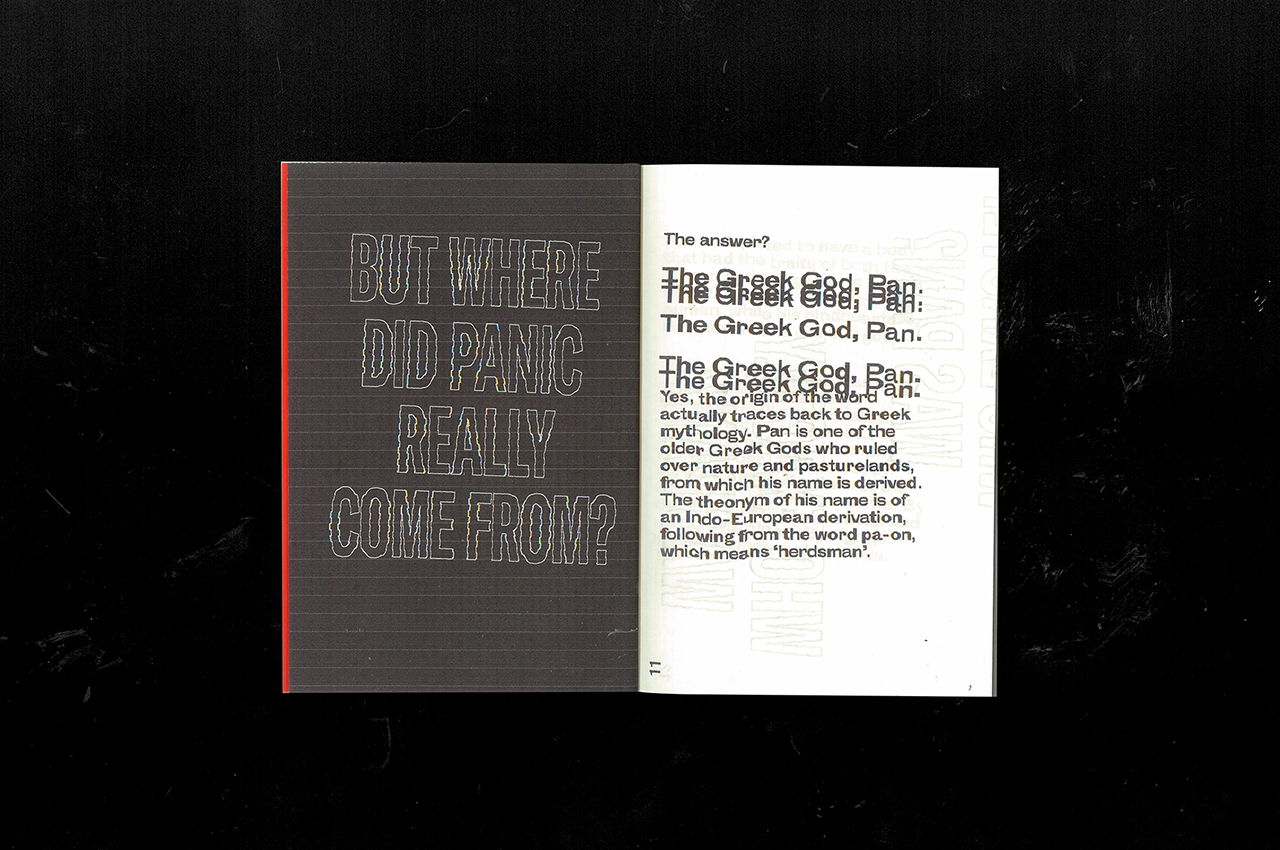 BUT WHERE
DID PANIC
REALLY
COME FROM?
The answer?
The Greek God, Pan.
The Greek God, Pan.
The Greek God, Pan.
The Greek God, Pan.
The Greek God, Pan.
Yes, the origin of the word
actually traces back to Greek
mythology. Pan is one of the
older Greek Gods who ruled
over nature and pasturelands,
from which his name is derived.
The theonym of his name is of
an Indo-European derivation,
following from the word pa-on,
which means ‘herdsman’.
11